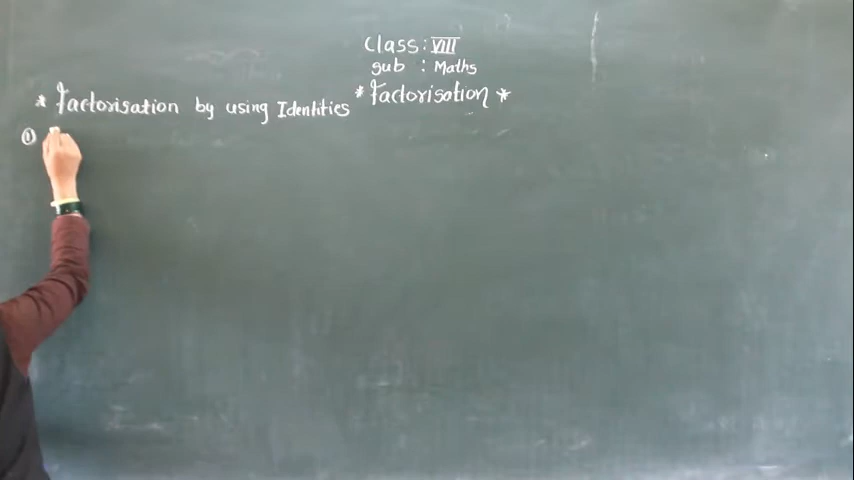 Class: VIII
Sub : Maths
* Factorisation *
* Factorisation by using Identities
①